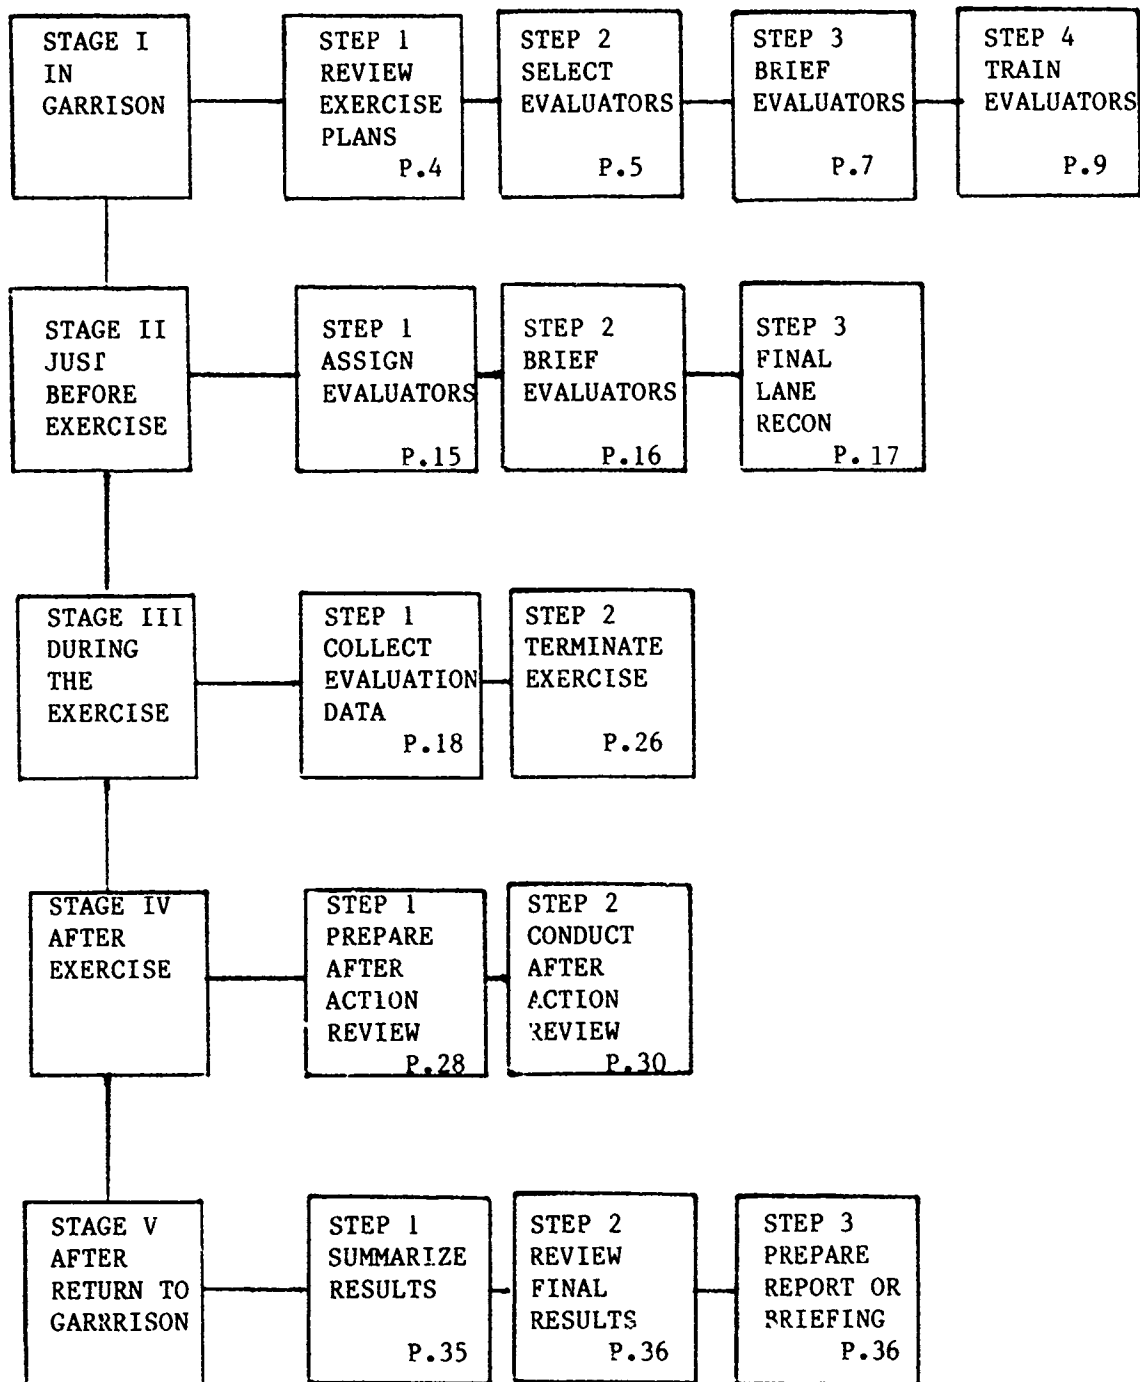 STAGE I
IN
GARRISON
STEP 1
REVIEW
EXERCISE
PLANS
P.4
STEP 2
SELECT
EVALUATORS
P.5
STEP 3
BRIEF
EVALUATORS
P.7
STEP 4
TRAIN
EVALUATORS
P.9
STAGE II
JUST
BEFORE
EXERCISE
STEP 1
ASSIGN
EVALUATORS
P.15
STEP 2
BRIEF
EVALUATORS
P.16
STEP 3
FINAL
LANE
RECON
P.17
STAGE III
DURING
THE
EXERCISE
STEP 1
COLLECT
EVALUATION
DATA
P.18
STEP 2
TERMINATE
EXERCISE
P.26
STAGE IV
AFTER
EXERCISE
STEP 1
PREPARE
AFTER
ACTION
REVIEW
P.28
STEP 2
CONDUCT
AFTER
ACTION
REVIEW
P.30
STAGE V
AFTER
RETURN TO
GARRRISON
STEP 1
SUMMARIZE
RESULTS
P.35
STEP 2
REVIEW
FINAL
RESULTS
P.36
STEP 3
PREPARE
REPORT OR
BRIEFING
P.36